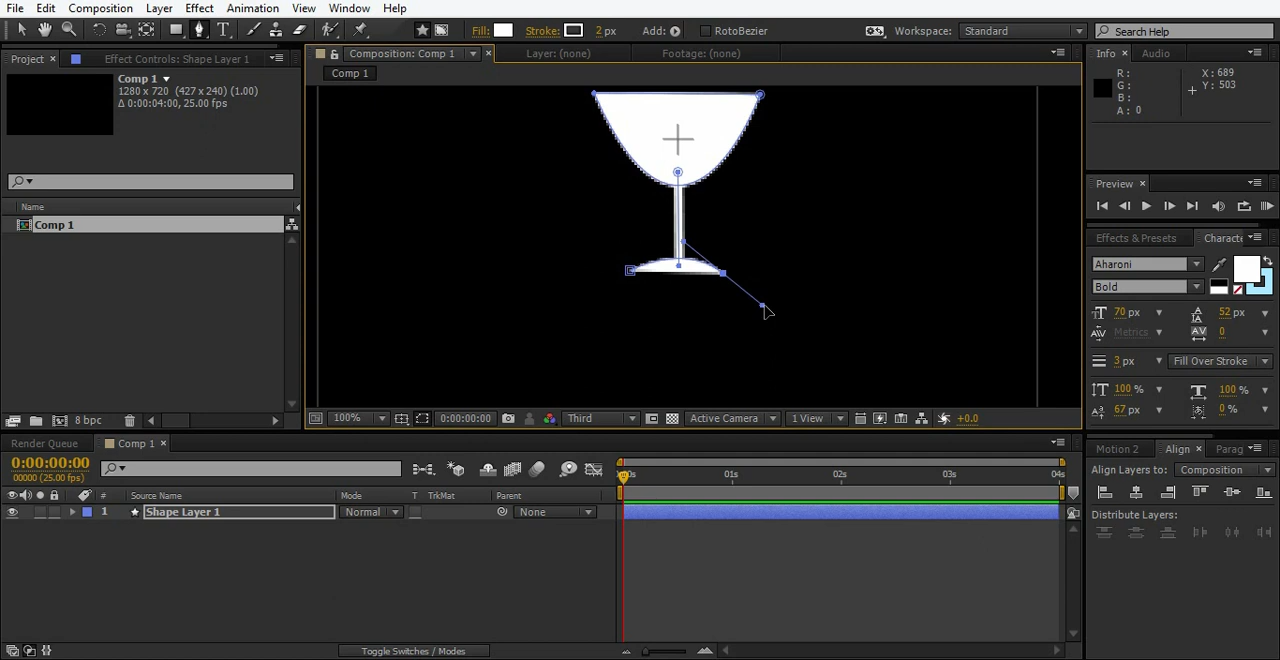 File Edit Composition Layer Effect Animation View Window Help
Fill: Stroke: 2 px Add: RotoBezier Workspace: Standard Search Help
Project Effect Controls: Shape Layer 1 Composition: Comp 1 Layer: (none) Footage: (none) Info Audio
Comp 1 Comp 1
1280 x 720 (427 x 240) (1.00)
Δ 0:00:04:00, 25.00 fps
R: X: 689
G: Y: 503
B:
A: 0
Preview
Name
Comp 1
Effects & Presets Characte
Aharoni
Bold
70 px 52 px
Metrics 0
3 px Fill Over Stroke
100 % 100 %
67 px 0 %
8 bpc 100% 0:00:00:00 Third Active Camera 1 View +0.0
Render Queue Comp 1 Motion 2 Align Parag
0:00:00:00
00000 (25.00 fps)
Align Layers to: Composition
00s 01s 02s 03s 04s
# Source Name Mode T TrkMat Parent
1 Shape Layer 1 Normal None
Distribute Layers:
Toggle Switches / Modes